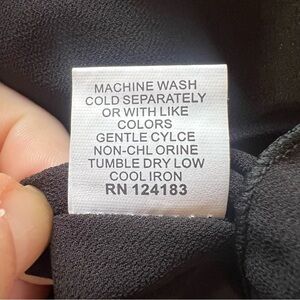 MACHINE WASH
COLD SEPARATELY
OR WITH LIKE
COLORS
GENTLE CYLCE
NON-CHL ORINE
TUMBLE DRY LOW
COOL IRON
RN 124183